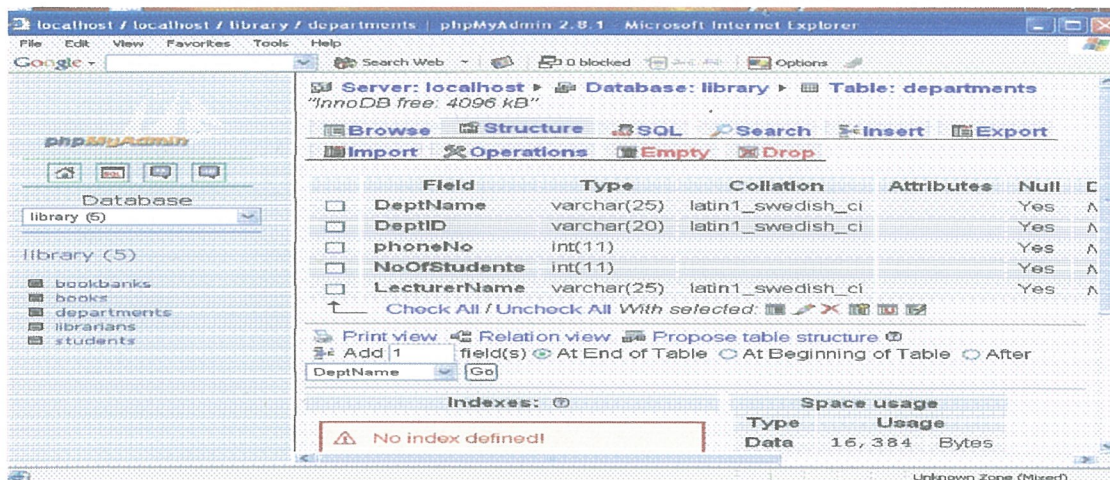 localhost / localhost / library / departments | phpMyAdmin 2.8.1 Microsoft Internet Explorer
File Edit View Favorites Tools Help
Google Search Web 0 blocked Options
phpMyAdmin
Database
library (5)
library (5)
bookbanks
books
departments
librarians
students
Server: localhost Database: library Table: departments
"InnoDB free: 4096 kB"
Browse Structure SQL Search Insert Export
Import Operations Empty Drop
Field Type Collation Attributes Null
DeptName varchar(25) latin1_swedish_ci Yes
DeptID varchar(20) latin1_swedish_ci Yes
phoneNo int(11) Yes
NoOfStudents int(11) Yes
LecturerName varchar(25) latin1_swedish_ci Yes
Check All / Uncheck All With selected:
Print view Relation view Propose table structure
Add 1 field(s) At End of Table At Beginning of Table After
DeptName Go
Indexes:
No index defined!
Space usage
Type Usage
Data 16,384 Bytes
Unknown Zone (Mixed)